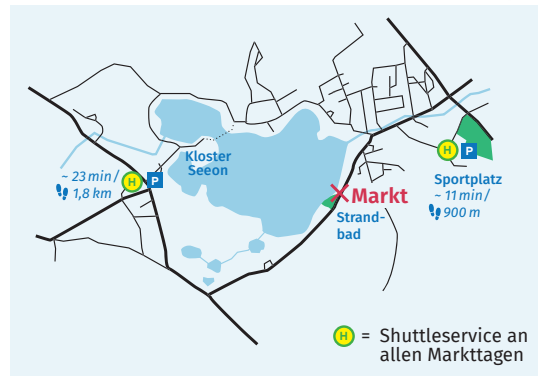 Kloster
Seeon
~ 23 min /
1,8 km
H
P
Markt
Strand-
bad
H
P
Sportplatz
~ 11 min /
900 m
H = Shuttleservice an
allen Markttagen